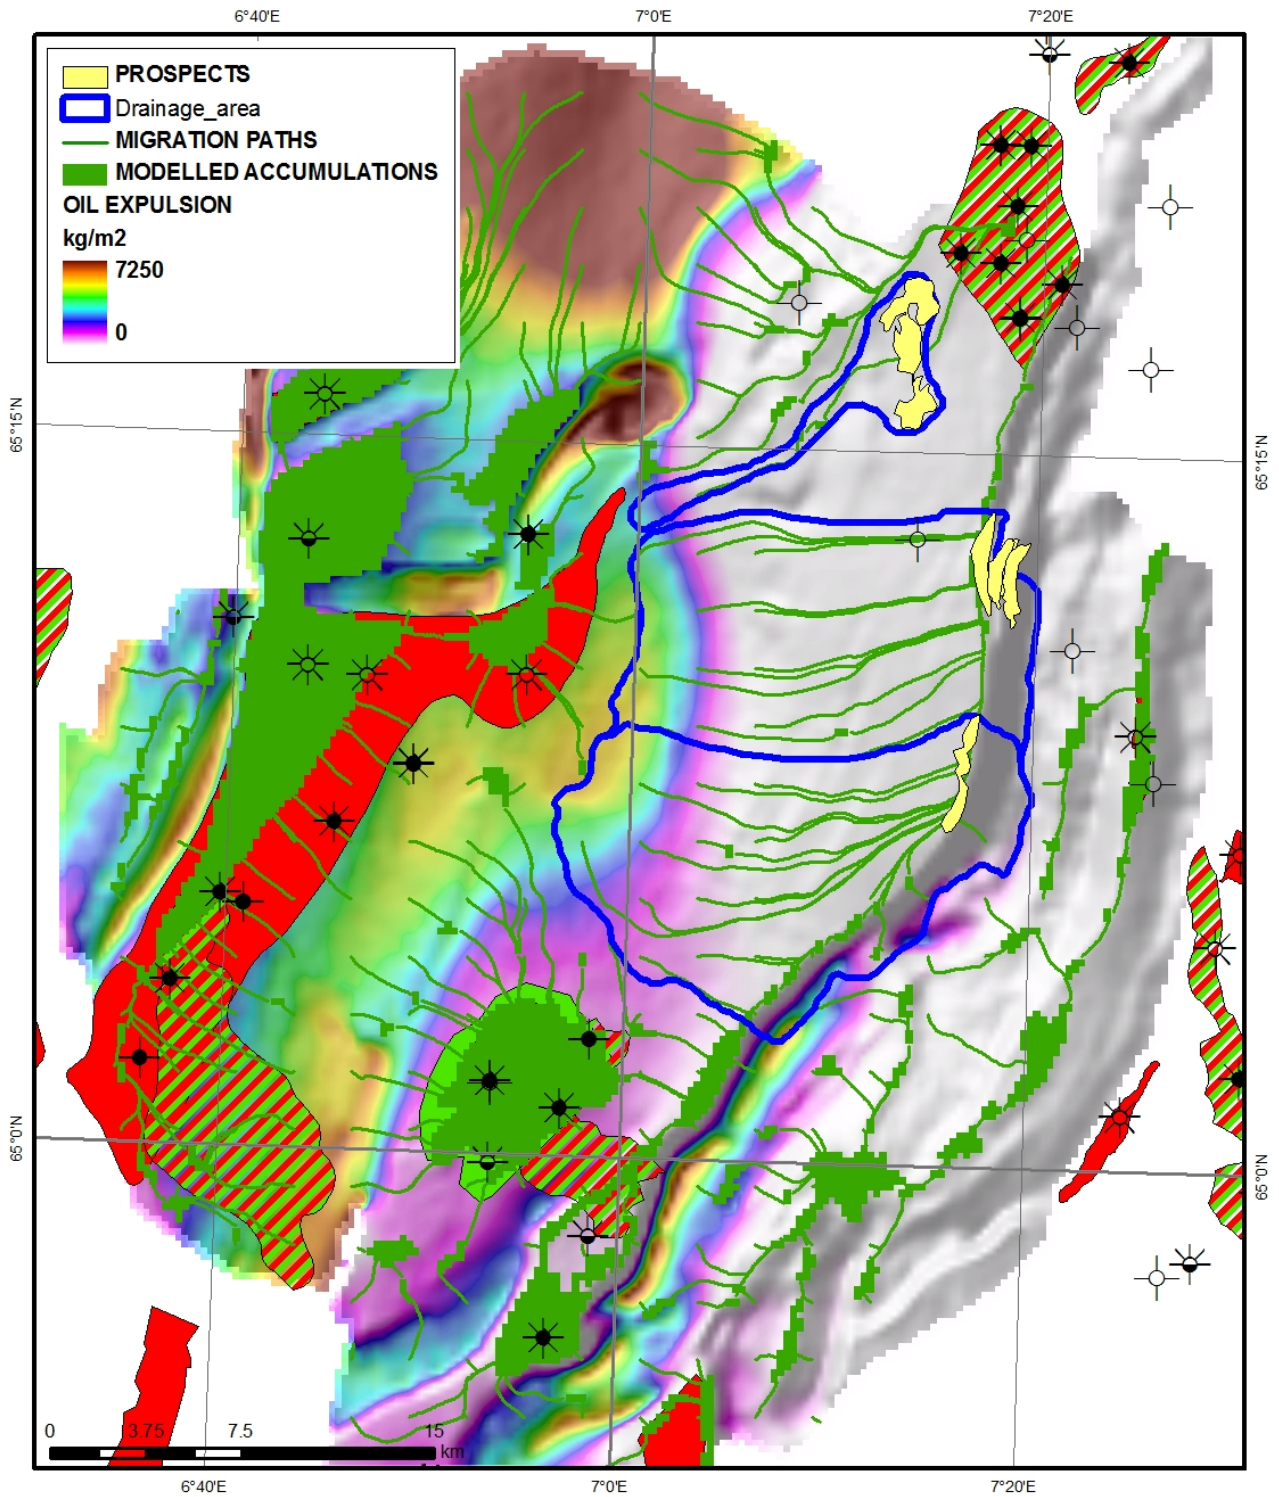 6°40'E 7°0'E 7°20'E
PROSPECTS
Drainage_area
MIGRATION PATHS
MODELLED ACCUMULATIONS
OIL EXPULSION
kg/m2
7250
0
65°15'N
65°15'N
65°0'N
65°0'N
0 3.75 7.5 15
km
6°40'E 7°0'E 7°20'E